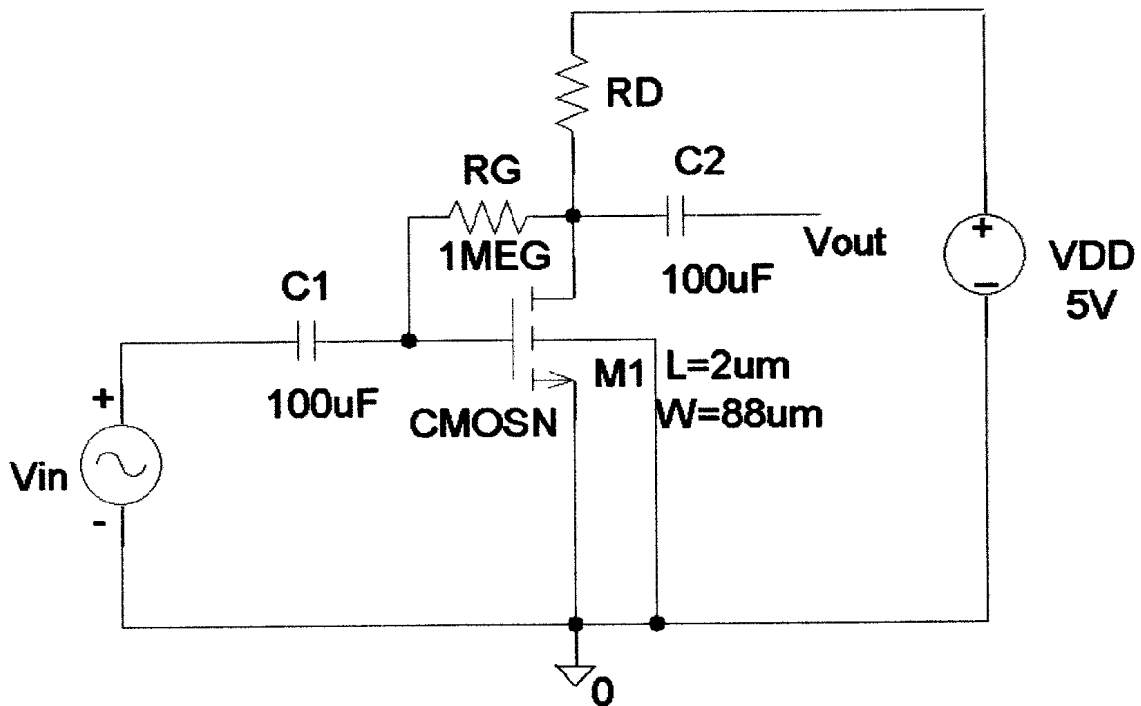 RD
RG
C2
1MEG
Vout
+
-
VDD
5V
C1
100uF
100uF
M1
L=2um
W=88um
CMOSN
+
Vin
-
0